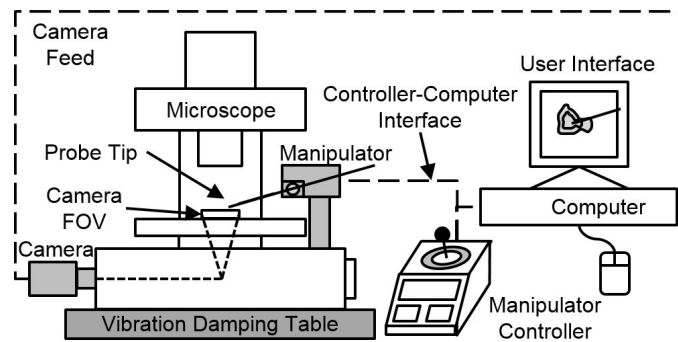 Camera
Feed
User Interface
Microscope
Controller-Computer
Interface
Probe Tip
Manipulator
Camera
FOV
Computer
Camera
Vibration Damping Table
Manipulator
Controller